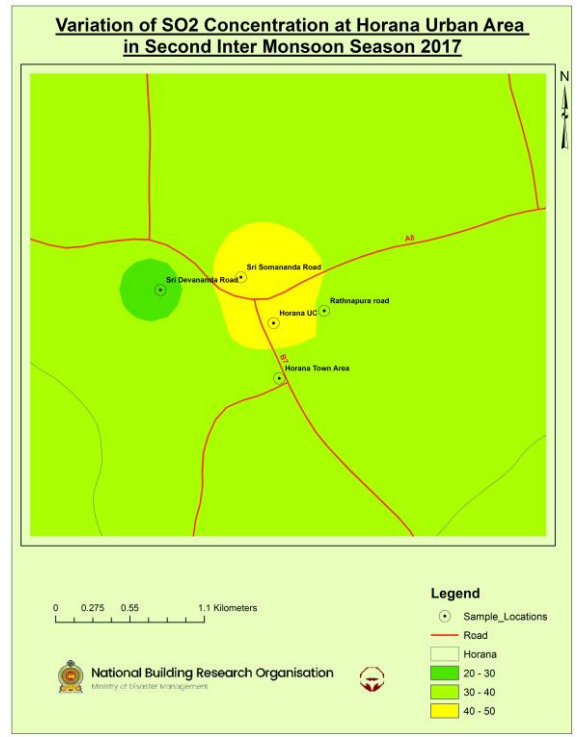 Variation of SO2 Concentration at Horana Urban Area
in Second Inter Monsoon Season 2017
N
A8
Sri Somananda Road
Sri Devananda Road
Rathnapura road
Horana UC
B7
Horana Town Area
Legend
0 0.275 0.55 1.1 Kilometers
Sample_Locations
Road
Horana
20 - 30
30 - 40
40 - 50
National Building Research Organisation
Ministry of Disaster Management